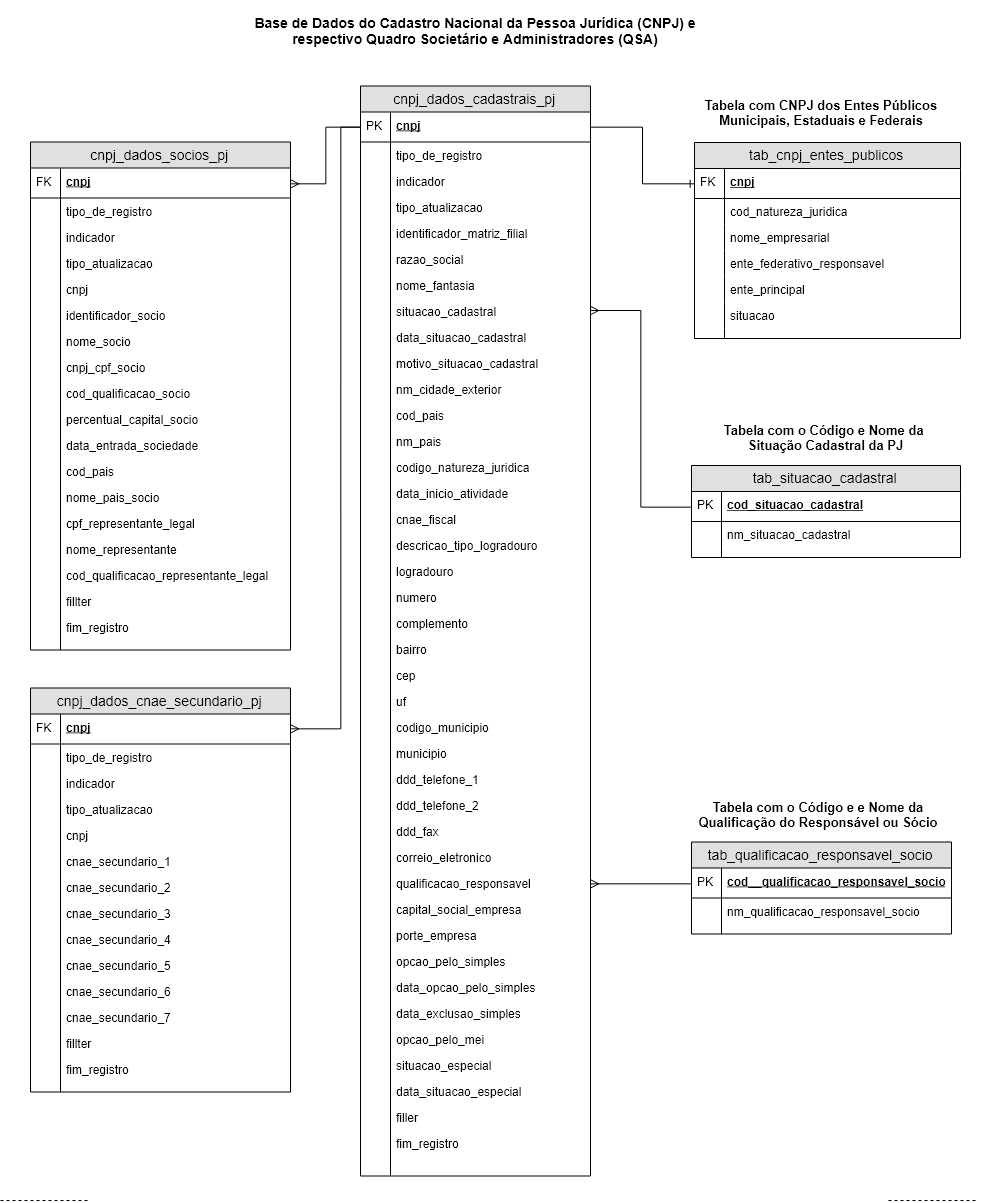 Base de Dados do Cadastro Nacional da Pessoa Jurídica (CNPJ) e
respectivo Quadro Societário e Administradores (QSA)
cnpj_dados_socios_pj
FK cnpj
tipo_de_registro
indicador
tipo_atualizacao
cnpj
identificador_socio
nome_socio
cnpj_cpf_socio
cod_qualificacao_socio
percentual_capital_socio
data_entrada_sociedade
cod_pais
nome_pais_socio
cpf_representante_legal
nome_representante
cod_qualificacao_representante_legal
fillter
fim_registro
cnpj_dados_cnae_secundário_pj
FK cnpj
tipo_de_registro
indicador
tipo_atualizacao
cnpj
cnae_secundario_1
cnae_secundario_2
cnae_secundario_3
cnae_secundario_4
cnae_secundario_5
cnae_secundario_6
cnae_secundario_7
fillter
fim_registro
cnpj_dados_cadastrais_pj
PK cnpj
tipo_de_registro
indicador
tipo_atualizacao
identificador_matriz_filial
razao_social
nome_fantasia
situacao_cadastral
data_situacao_cadastral
motivo_situacao_cadastral
nm_cidade_exterior
cod_pais
nm_pais
codigo_natureza_juridica
data_inicio_atividade
cnae_fiscal
descricao_tipo_logradouro
logradouro
numero
complemento
bairro
cep
uf
codigo_municipio
municipio
ddd_telefone_1
ddd_telefone_2
ddd_fax
correio_eletronico
qualificacao_responsavel
capital_social_empresa
porte_empresa
opcao_pelo_simples
data_opcao_pelo_simples
data_exclusao_simples
opcao_pelo_mei
situacao_especial
data_situacao_especial
filler
fim_registro
Tabela com CNPJ dos Entes Públicos
Municipais, Estaduais e Federais
tab_cnpj_entes_publicos
FK cnpj
cod_natureza_juridica
nome_empresarial
ente_federativo_responsavel
ente_principal
situacao
Tabela com o Código e Nome da
Situação Cadastral da PJ
tab_situacao_cadastral
PK cod_situacao_cadastral
nm_situacao_cadastral
Tabela com o Código e e Nome da
Qualificação do Responsável ou Sócio
tab_qualificacao_responsavel_socio
PK cod__qualificacao_responsavel_socio
nm_qualificacao_responsavel_socio